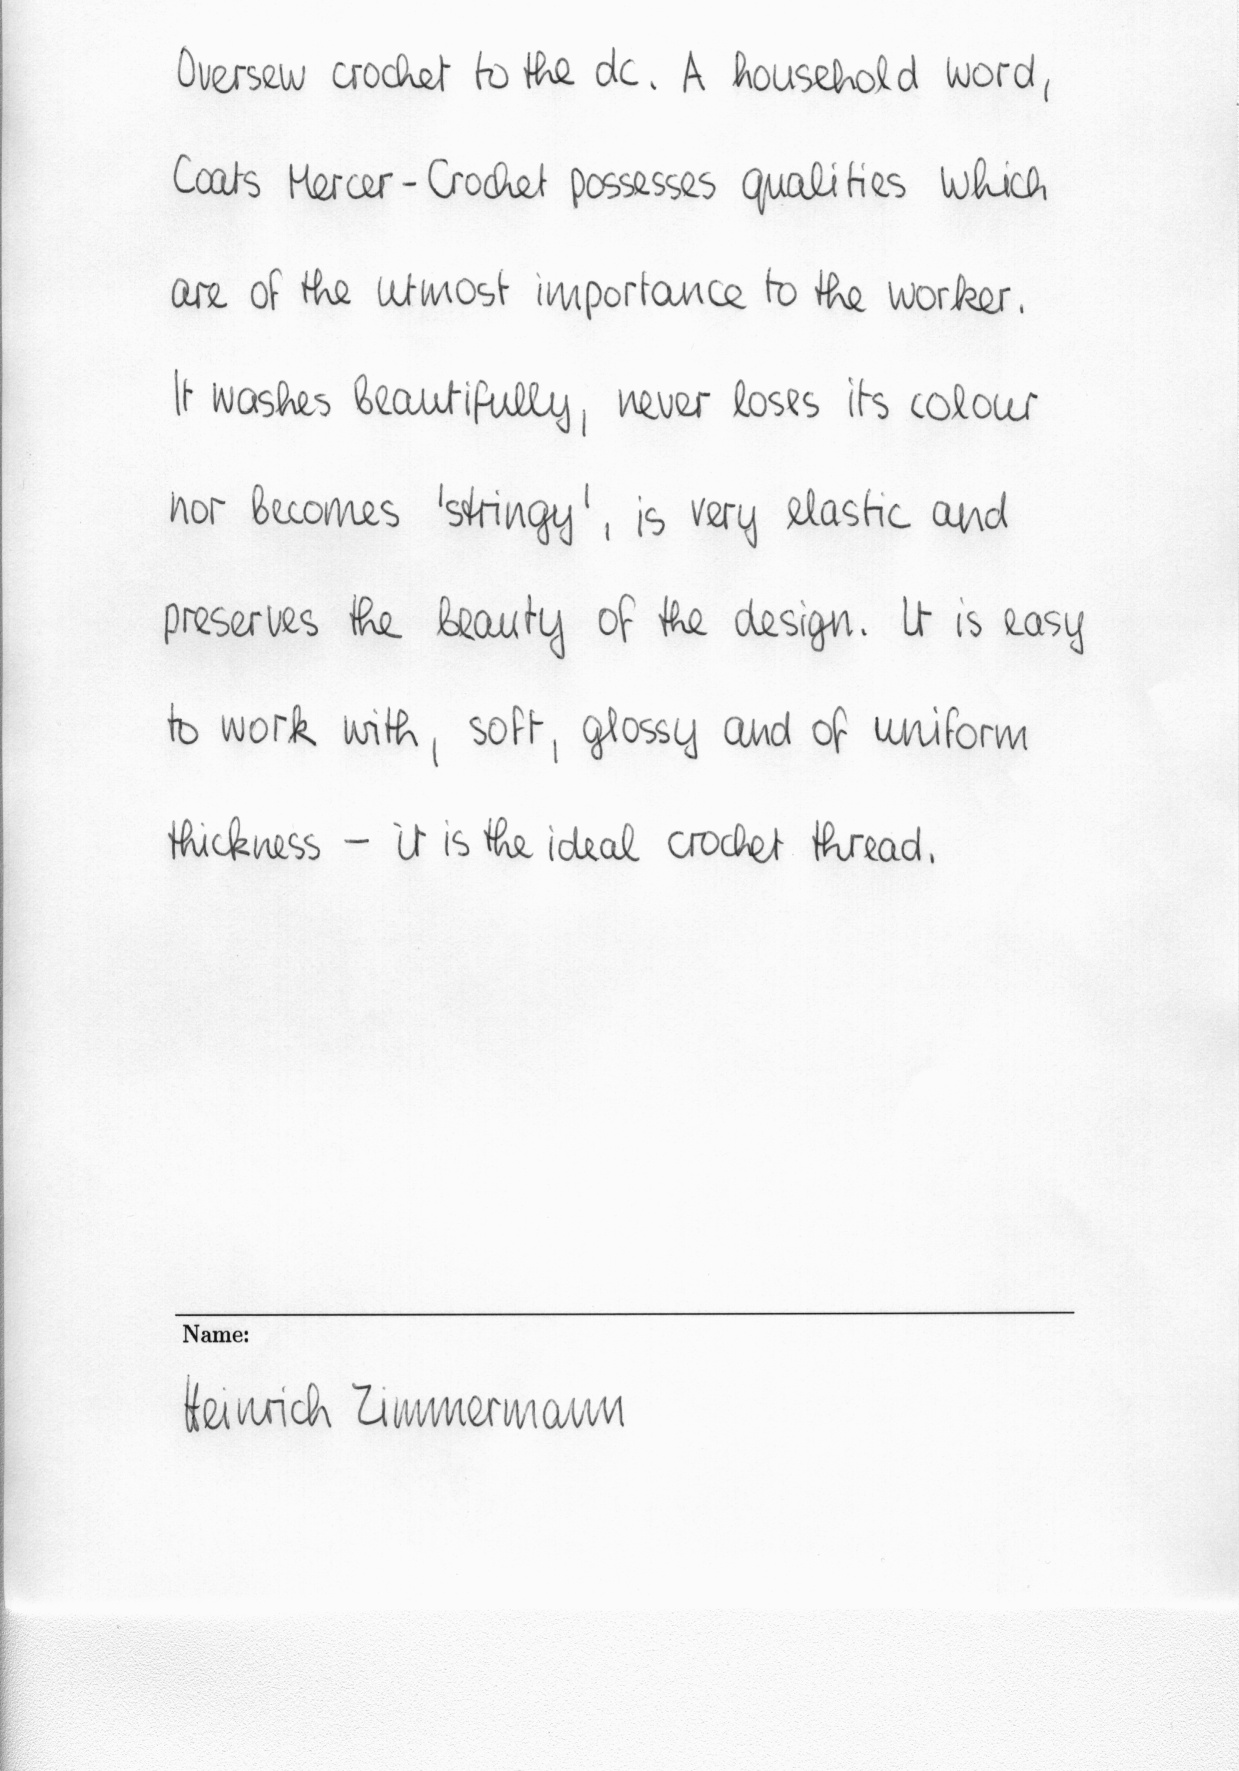 Oversew crochet to the dc. A household word,
Coats Mercer-Crochet possesses qualities which
are of the utmost importance to the worker.
It washes beautifully, never loses its colour
nor becomes 'stringy', is very elastic and
preserves the beauty of the design. It is easy
to work with, soft, glossy and of uniform
thickness – it is the ideal crochet thread.
Name:
Heinrich Zimmermann